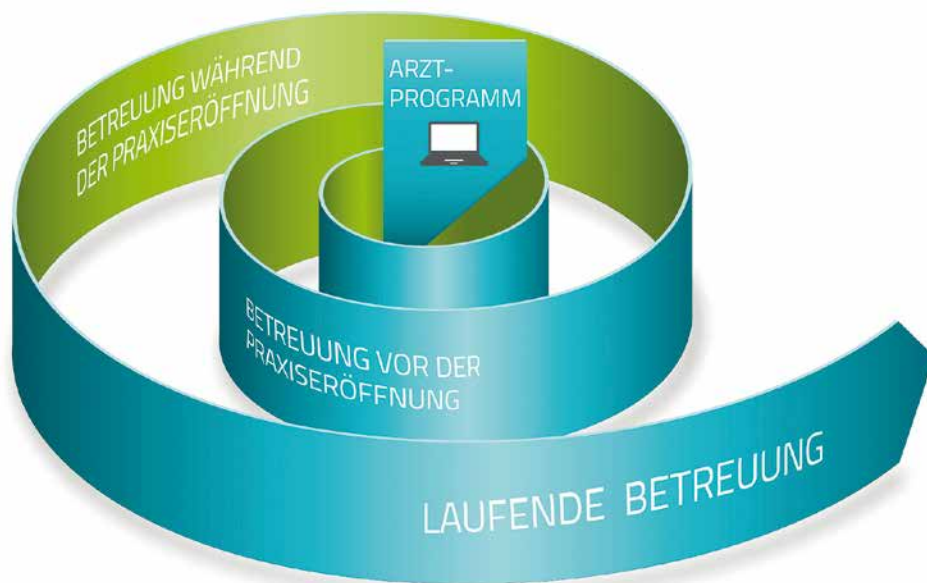 ARZT-
PROGRAMM
BETREUUNG VOR DER
PRAXISERÖFFNUNG
BETREUUNG WÄHREND
DER PRAXISERÖFFNUNG
LAUFENDE BETREUUNG